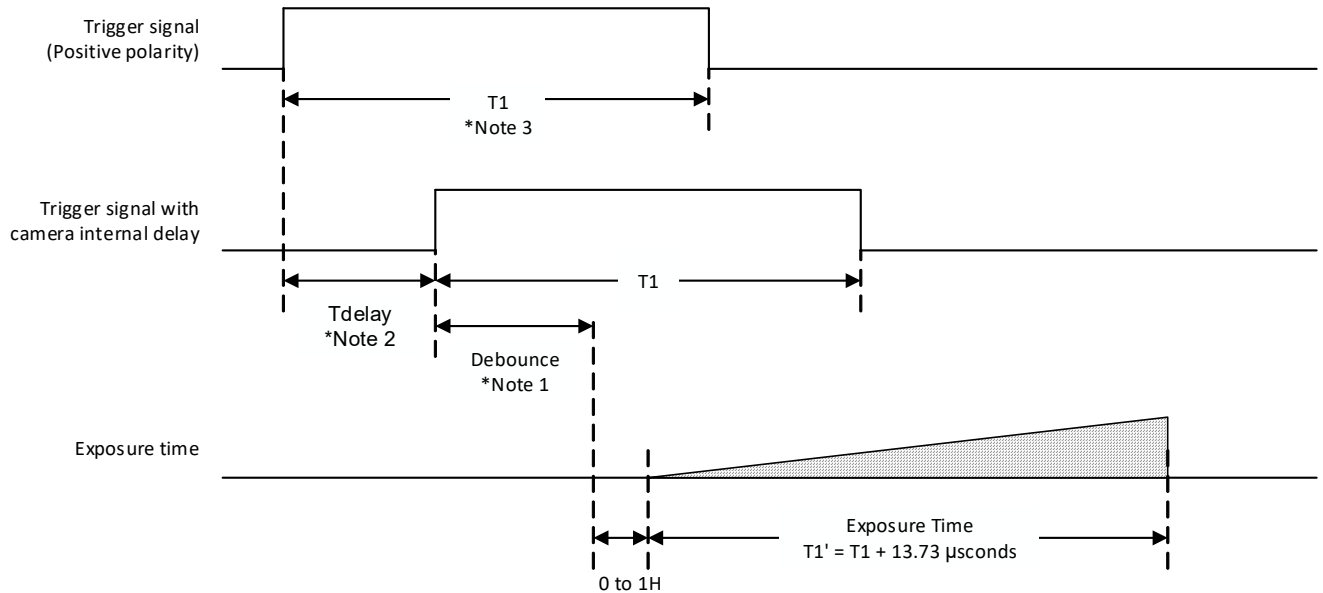 Trigger signal
(Positive polarity)
T1
*Note 3
Trigger signal with
camera internal delay
T1
Tdelay
*Note 2
Debounce
*Note 1
Exposure time
Exposure Time
T1' = T1 + 13.73 µsconds
0 to 1H